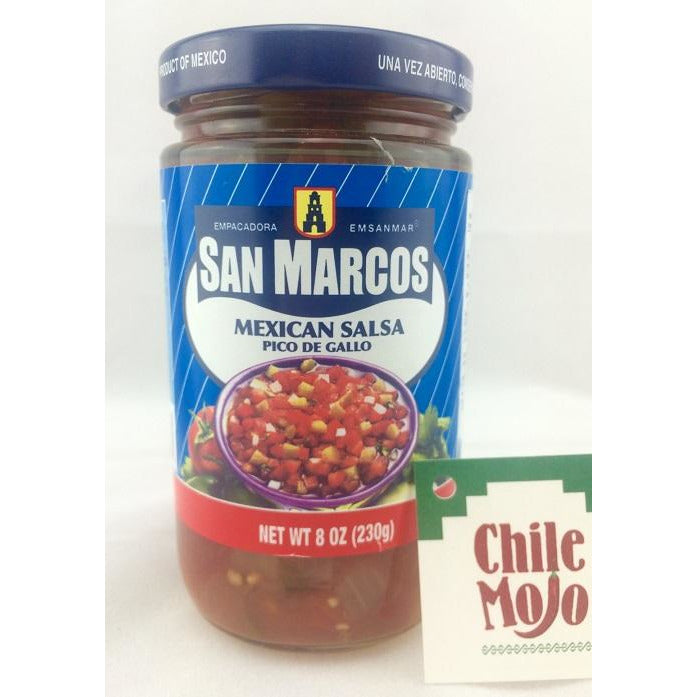 PRODUCT OF MEXICO
UNA VEZ ABIERTO,
EMPACADORA EMSANMAR
SAN MARCOS
MEXICAN SALSA
PICO DE GALLO
NET WT 8 OZ (230g)
Chile
Mojo